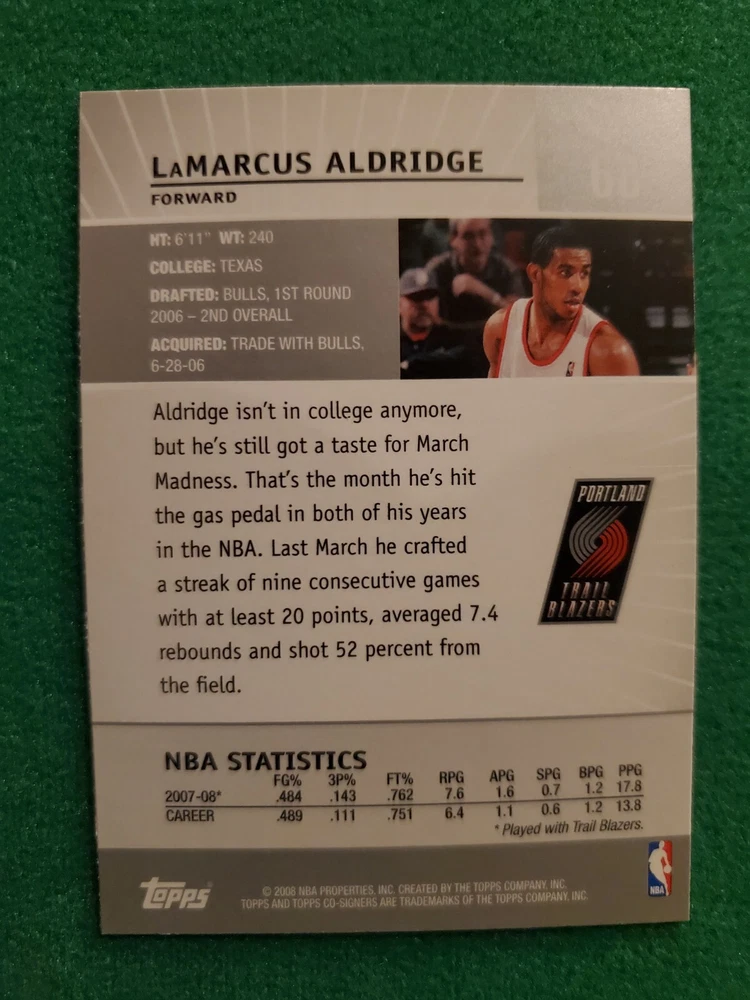 LaMARCUS ALDRIDGE
FORWARD
HT: 6'11" WT: 240
COLLEGE: TEXAS
DRAFTED: BULLS, 1ST ROUND
2006 – 2ND OVERALL
ACQUIRED: TRADE WITH BULLS,
6-28-06
Aldridge isn't in college anymore,
but he's still got a taste for March
Madness. That's the month he's hit
the gas pedal in both of his years
in the NBA. Last March he crafted
a streak of nine consecutive games
with at least 20 points, averaged 7.4
rebounds and shot 52 percent from
the field.
PORTLAND
TRAIL
BLAZERS
NBA STATISTICS
FG% 3P% FT% RPG APG SPG BPG PPG
2007-08* .484 .143 .762 7.6 1.6 0.7 1.2 17.8
CAREER .489 .111 .751 6.4 1.1 0.6 1.2 13.8
* Played with Trail Blazers.
Topps
© 2008 NBA PROPERTIES, INC. CREATED BY THE TOPPS COMPANY, INC.
TOPPS AND TOPPS CO-SIGNERS ARE TRADEMARKS OF THE TOPPS COMPANY, INC.
NBA